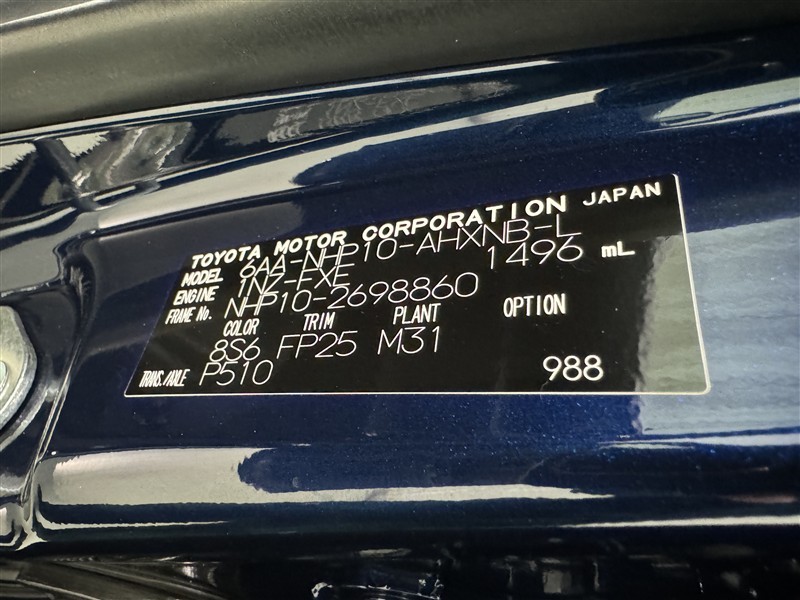 TOYOTA MOTOR CORPORATION JAPAN
MODEL 6AA-NHP10-AHXNB-L
ENGINE 1NZ-FXE 1496 mL
FRAME No. NHP10-2698860
COLOR TRIM PLANT OPTION
8S6 FP25 M31
TRANS./AXLE P510 988